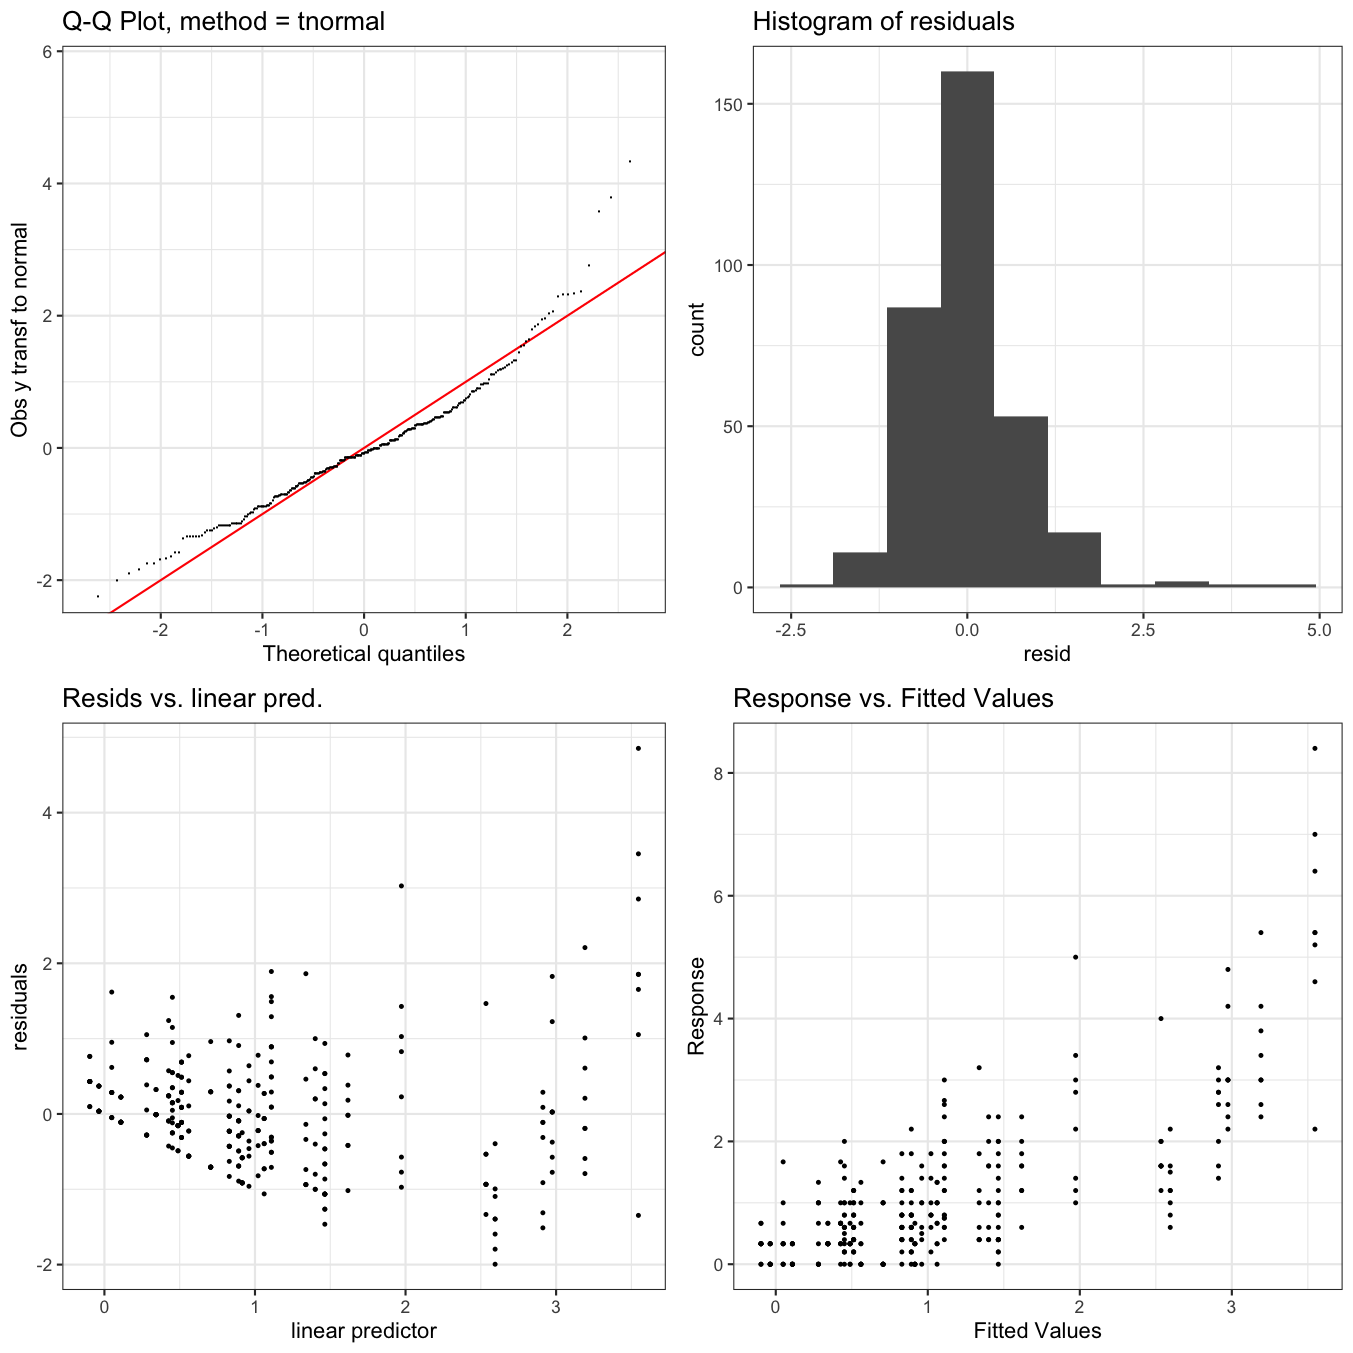 Q-Q Plot, method = tnormal
6
4
2
0
-2
Obs y transf to normal
-2 -1 0 1 2
Theoretical quantiles
Histogram of residuals
150
100
50
0
count
-2.5 0.0 2.5 5.0
resid
Resids vs. linear pred.
4
2
0
-2
residuals
0 1 2 3
linear predictor
Response vs. Fitted Values
8
6
4
2
0
Response
0 1 2 3
Fitted Values